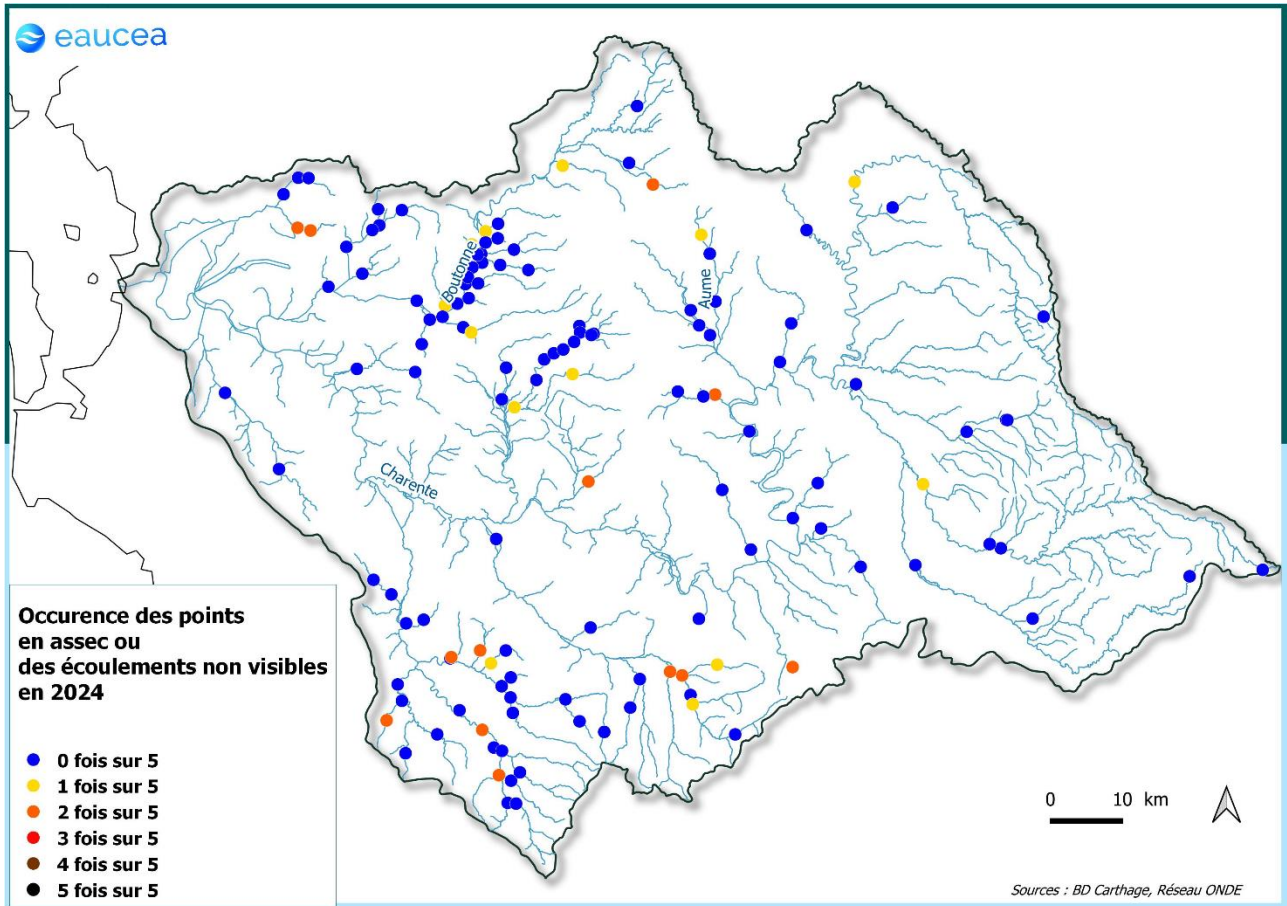 eaucea
Boutonne
Aume
Charente
Occurence des points
en assec ou
des écoulements non visibles
en 2024
0 fois sur 5
1 fois sur 5
2 fois sur 5
3 fois sur 5
4 fois sur 5
5 fois sur 5
0 10 km
Sources : BD Carthage, Réseau ONDE